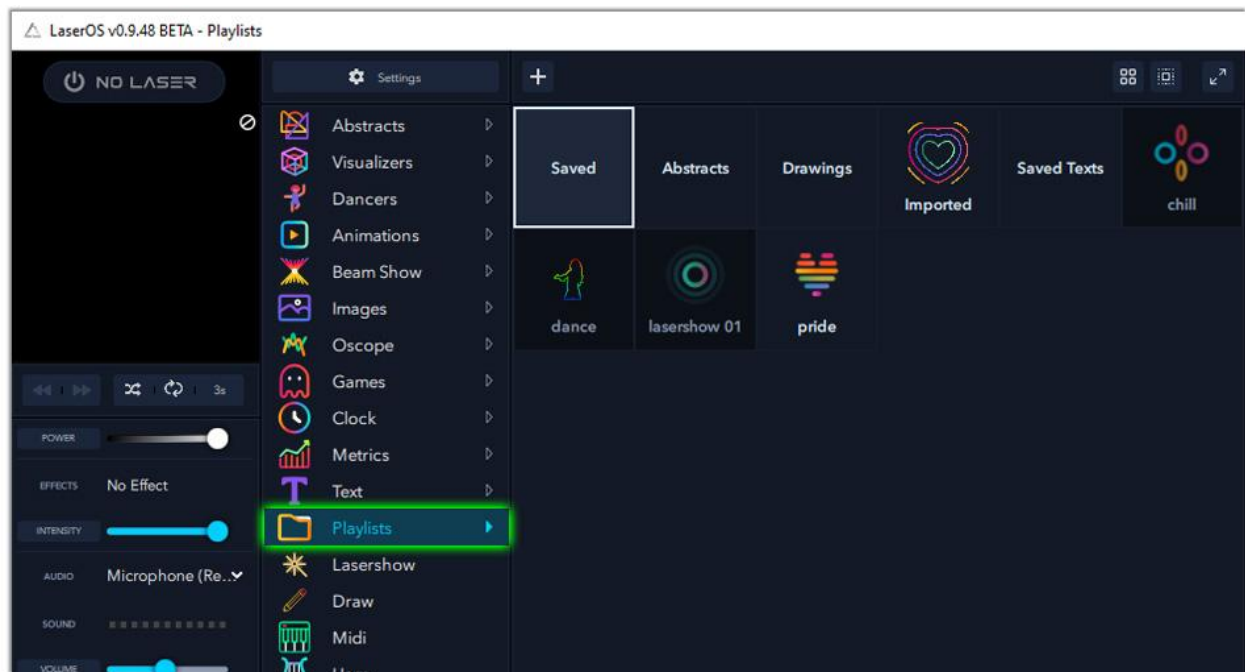 LaserOS v0.9.48 BETA - Playlists
NO LASER
Settings
Abstracts
Visualizers
Dancers
Animations
Beam Show
Images
Oscope
Games
Clock
Metrics
Text
Playlists
Lasershow
Draw
Midi
Saved
Abstracts
Drawings
Imported
Saved Texts
chill
dance
lasershow 01
pride
3s
POWER
EFFECTS No Effect
INTENSITY
AUDIO Microphone (Re..
SOUND
VOLUME